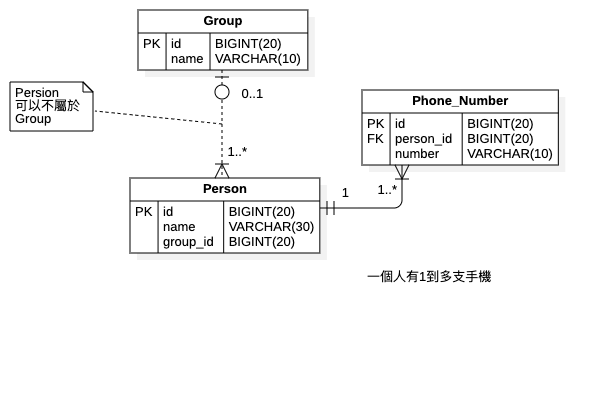 Group
PK id BIGINT(20)
name VARCHAR(10)
0..1
Persion
可以不屬於
Group
1..*
Phone_Number
PK id BIGINT(20)
FK person_id BIGINT(20)
number VARCHAR(10)
Person
PK id BIGINT(20)
name VARCHAR(30)
group_id BIGINT(20)
1
1..*
一個人有1到多支手機